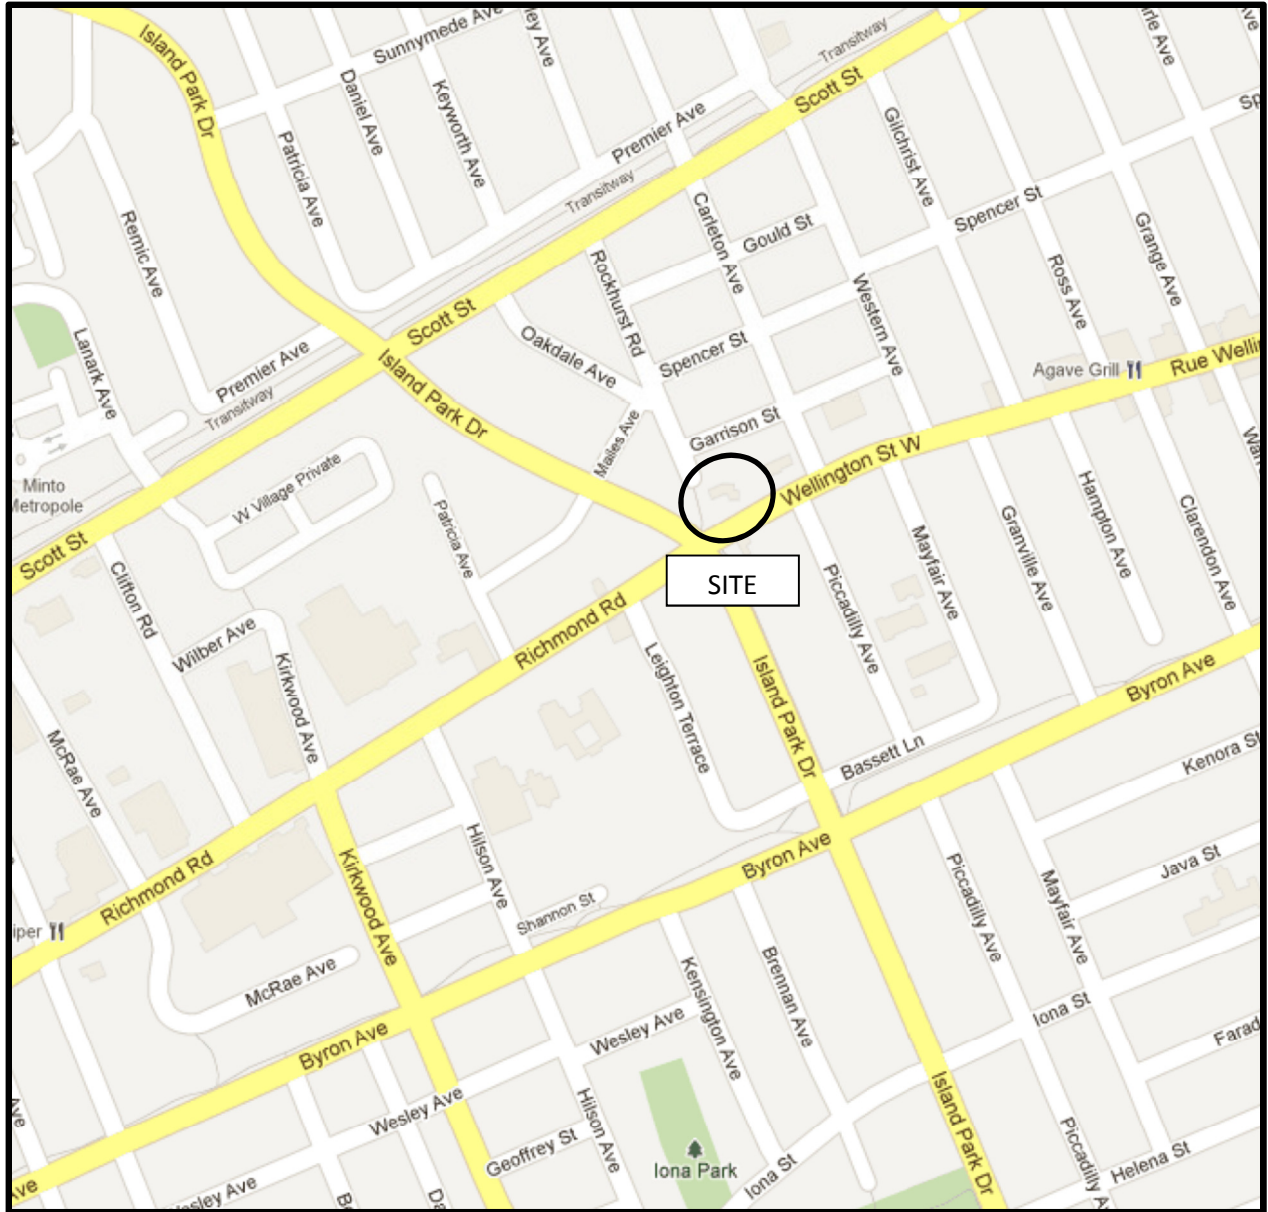 Island Park Dr
Sunnymede Ave
ley Ave
Transitway
Scott St
Daniel Ave
Keyworth Ave
Premier Ave
Gilchrist Ave
Patricia Ave
Transitway
Spencer St
Carleton Ave
Gould St
Remic Ave
Grange Ave
Rockhurst Rd
Ross Ave
Western Ave
Scott St
Lanark Ave
Oakdale Ave
Spencer St
Premier Ave
Island Park Dr
Agave Grill
Rue Welli
Transitway
Mailes Ave
Garrison St
Wellington St W
Minto
Metropole
W Village Private
Patricia Ave
Hampton Ave
Clarendon Ave
Granville Ave
Scott St
Mayfair Ave
Clifton Rd
SITE
Piccadilly Ave
Wilber Ave
Richmond Rd
Leighton Terrace
Kirkwood Ave
Island Park Dr
Byron Ave
Bassett Ln
Kenora St
McRae Ave
Hilson Ave
Byron Ave
Java St
Richmond Rd
Kirkwood Ave
Piccadilly Ave
Mayfair Ave
Shannon St
iper
McRae Ave
Kensington Ave
Brennan Ave
Iona St
Wesley Ave
Byron Ave
Farad
Wesley Ave
Hilson Ave
Island Park Dr
Geoffrey St
Iona Park
Iona St
Piccadilly A
Helena St
esley Ave